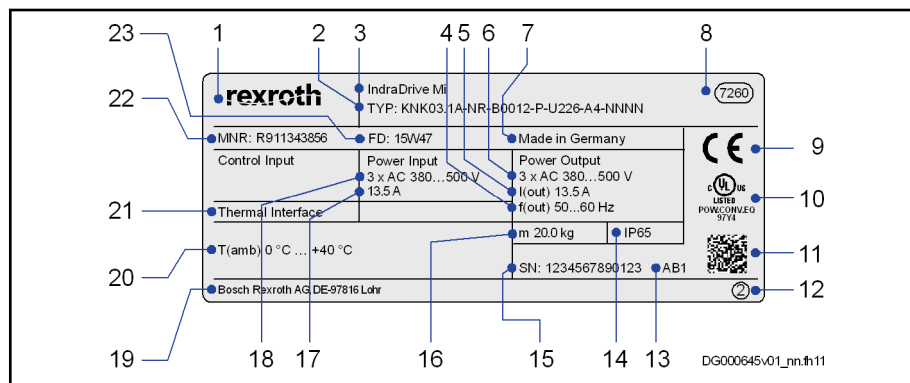 23 2 3 4 5 6 7
1 8
rexroth
IndraDrive Mi
TYP: KNK03.1A-NR-B0012-P-U226-A4-NNNN
7260
22
MNR: R911343856 FD: 15W47 Made in Germany
Control Input Power Input Power Output
3 x AC 380...500 V 3 x AC 380...500 V
13.5 A I(out) 13.5 A
f(out) 50...60 Hz
CE 9
c UL US
LISTED
POW.CONV.EQ
97Y4
10
21
Thermal Interface
m 20.0 kg IP65
11
T(amb) 0 °C ... +40 °C
20
SN: 1234567890123 AB1
Bosch Rexroth AG,DE-97816 Lohr 2 12
19 18 17 16 15 14 13
DG000645v01_nn.fh11